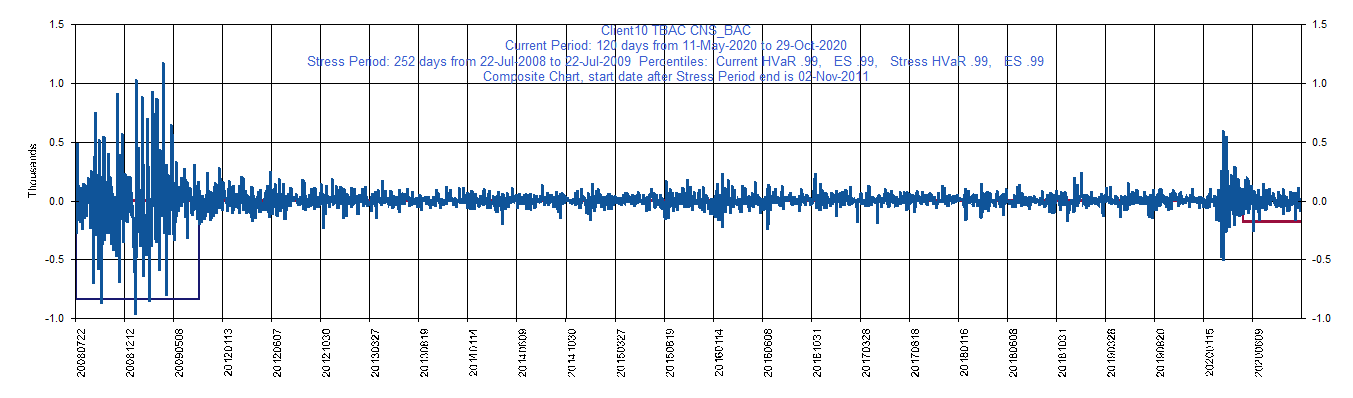 Client10 TBAC CNS_BAC
Current Period: 120 days from 11-May-2020 to 29-Oct-2020
Stress Period: 252 days from 22-Jul-2008 to 22-Jul-2009  Percentiles:  Current HVaR .99,   ES .99,   Stress HVaR .99,   ES .99
Composite Chart, start date after Stress Period end is 02-Nov-2011
1.5 1.5
1.0 1.0
0.5 0.5
Thousands
0.0 0.0
-0.5 -0.5
-1.0 -1.0
20080722 20081212 20090508 20120113 20120607 20121030 20130327 20130819 20140114 20140609 20141030 20150327 20150819 20160114 20160608 20161031 20170328 20170818 20180116 20180608 20181031 20190328 20190820 20200115 20200609